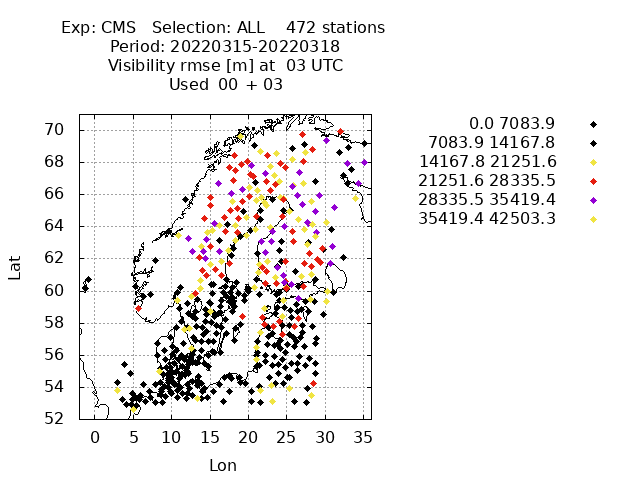 Exp: CMS Selection: ALL 472 stations
Period: 20220315-20220318
Visibility rmse [m] at 03 UTC
Used 00 + 03
0.0 7083.9
7083.9 14167.8
14167.8 21251.6
21251.6 28335.5
28335.5 35419.4
35419.4 42503.3
70
68
66
64
62
60
58
56
54
52
Lat
0 5 10 15 20 25 30 35
Lon